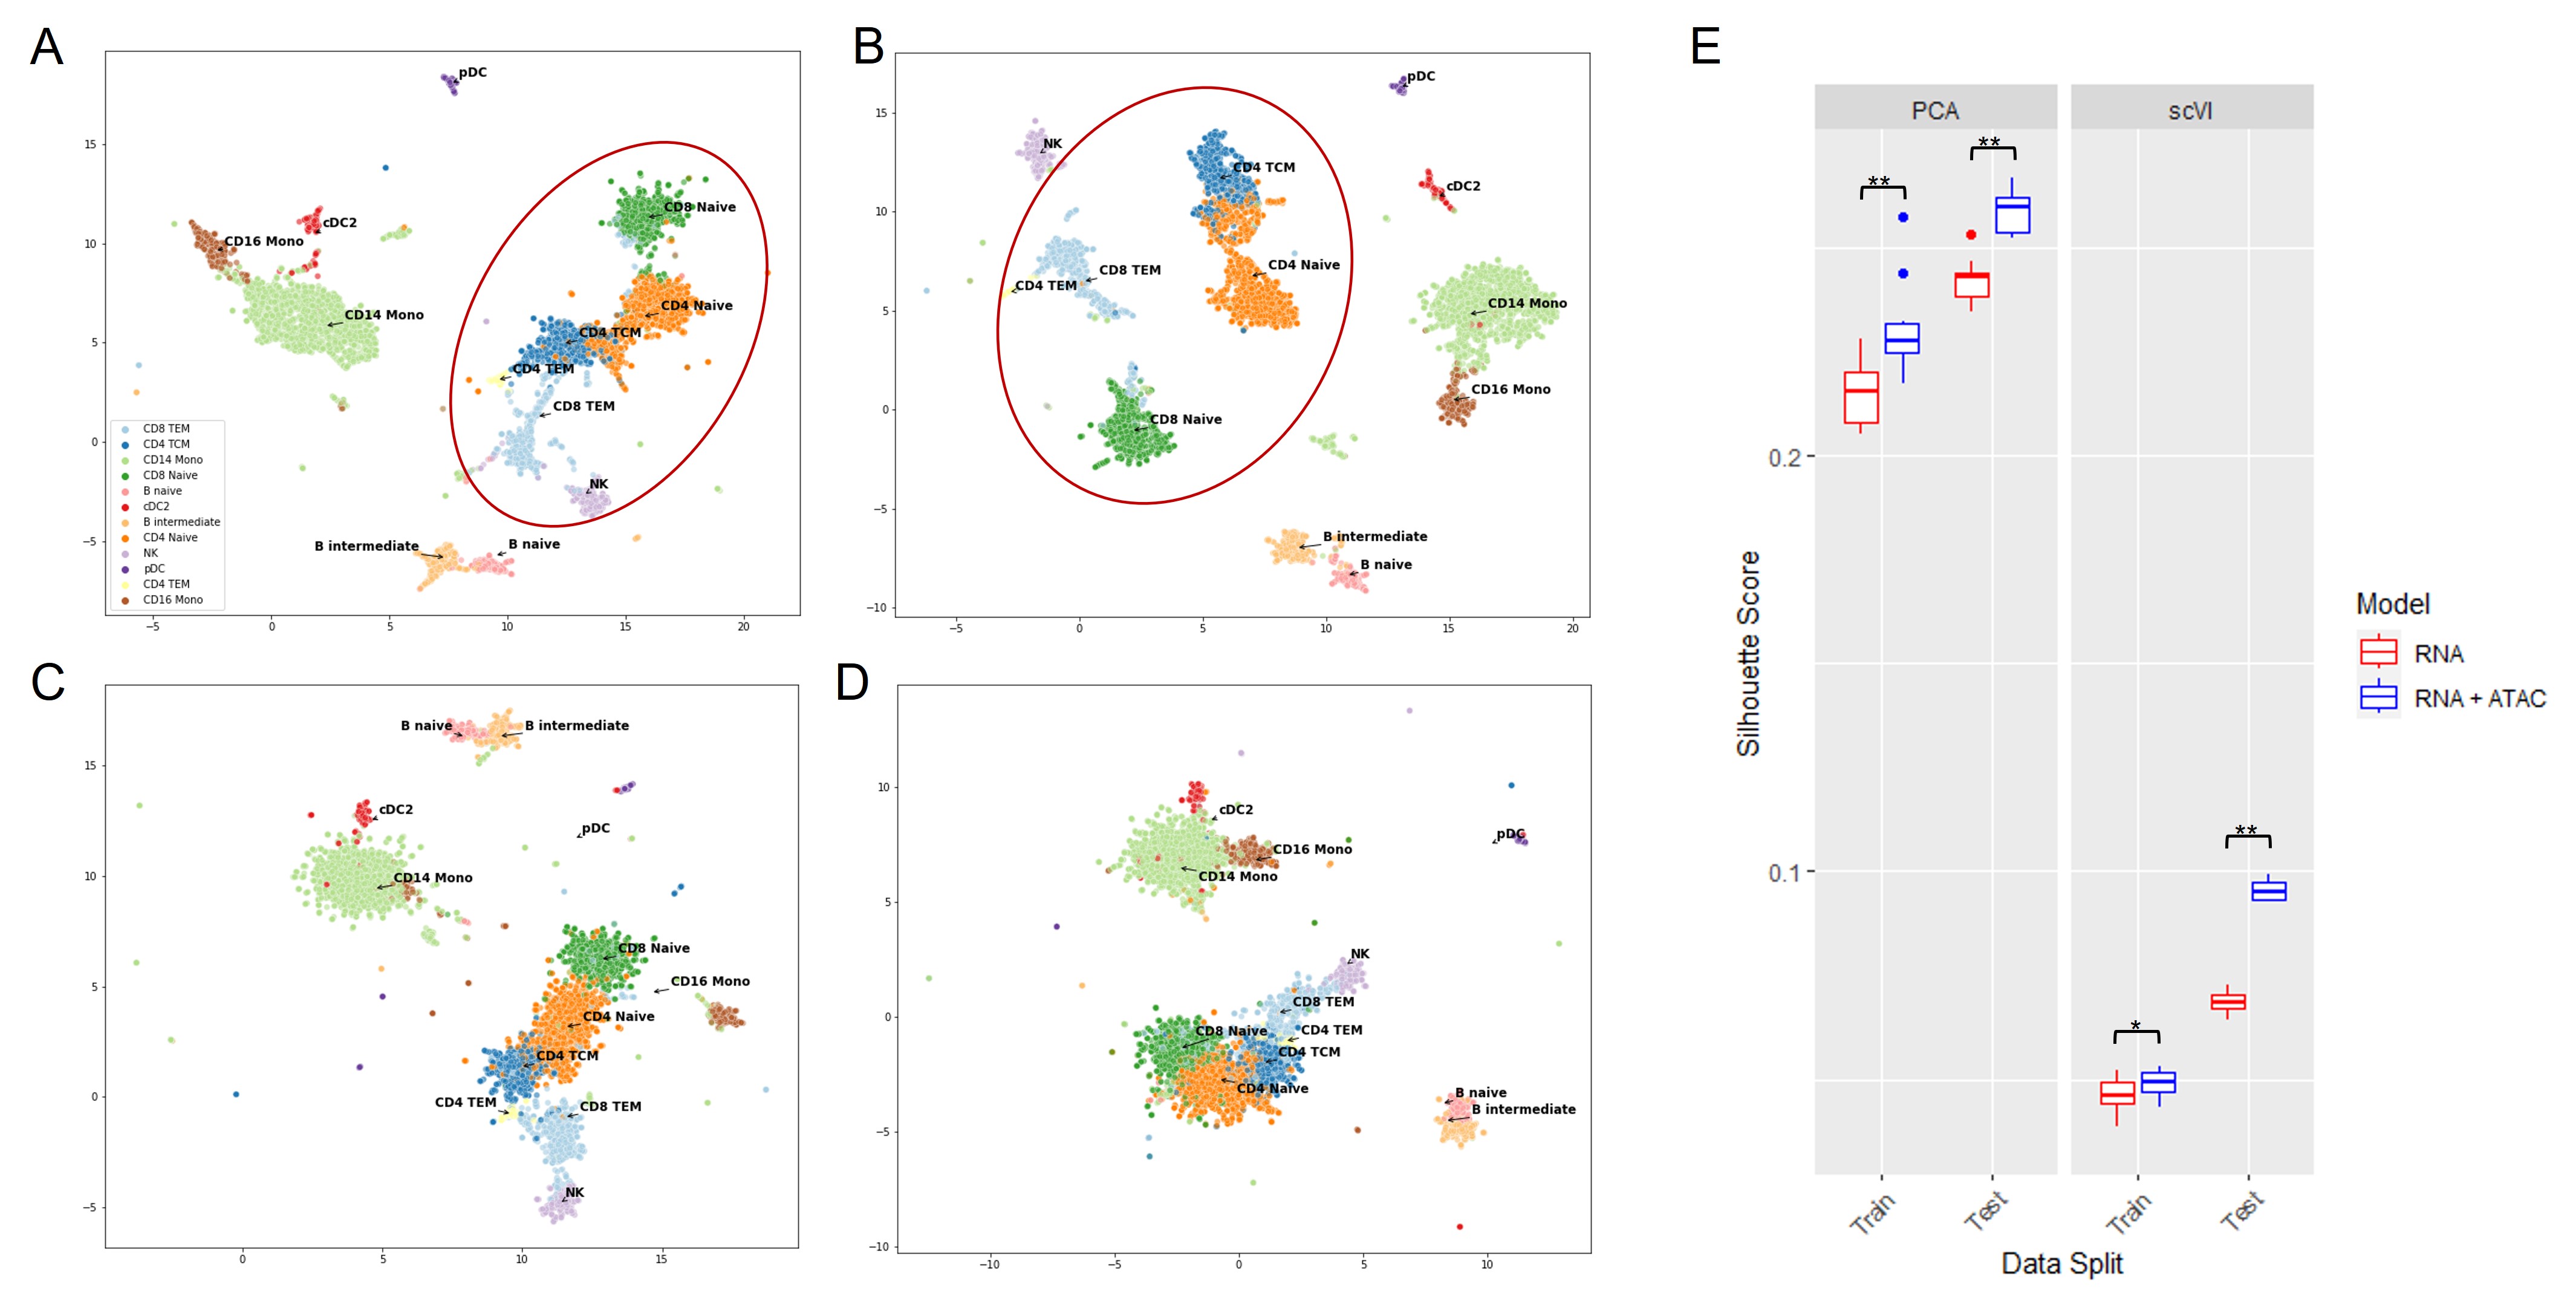 A
pDC
CD8 Naive
cDC2
CD16 Mono
CD4 Naive
CD14 Mono
CD4 TCM
CD4 TEM
CD8 TEM
NK
B intermediate
B naive
CD8 TEM
CD4 TCM
CD14 Mono
CD8 Naive
B naive
cDC2
B intermediate
CD4 Naive
NK
pDC
CD4 TEM
CD16 Mono
15
10
5
0
−5
−5
0
5
10
15
20
B
pDC
NK
CD4 TCM
cDC2
CD4 Naive
CD8 TEM
CD4 TEM
CD14 Mono
CD16 Mono
CD8 Naive
B intermediate
B naive
15
10
5
0
−5
−10
−5
0
5
10
15
20
C
B naive
B intermediate
cDC2
pDC
CD14 Mono
CD8 Naive
CD16 Mono
CD4 Naive
CD4 TCM
CD4 TEM
CD8 TEM
NK
15
10
5
0
−5
0
5
10
15
D
cDC2
pDC
CD16 Mono
CD14 Mono
NK
CD8 TEM
CD8 Naive
CD4 TEM
CD4 TCM
CD4 Naive
B naive
B intermediate
10
5
0
−5
−10
−10
−5
0
5
10
E
PCA
scVI
**
**
**
*
0.2
0.1
Silhouette Score
Train
Test
Train
Test
Data Split
Model
RNA
RNA + ATAC